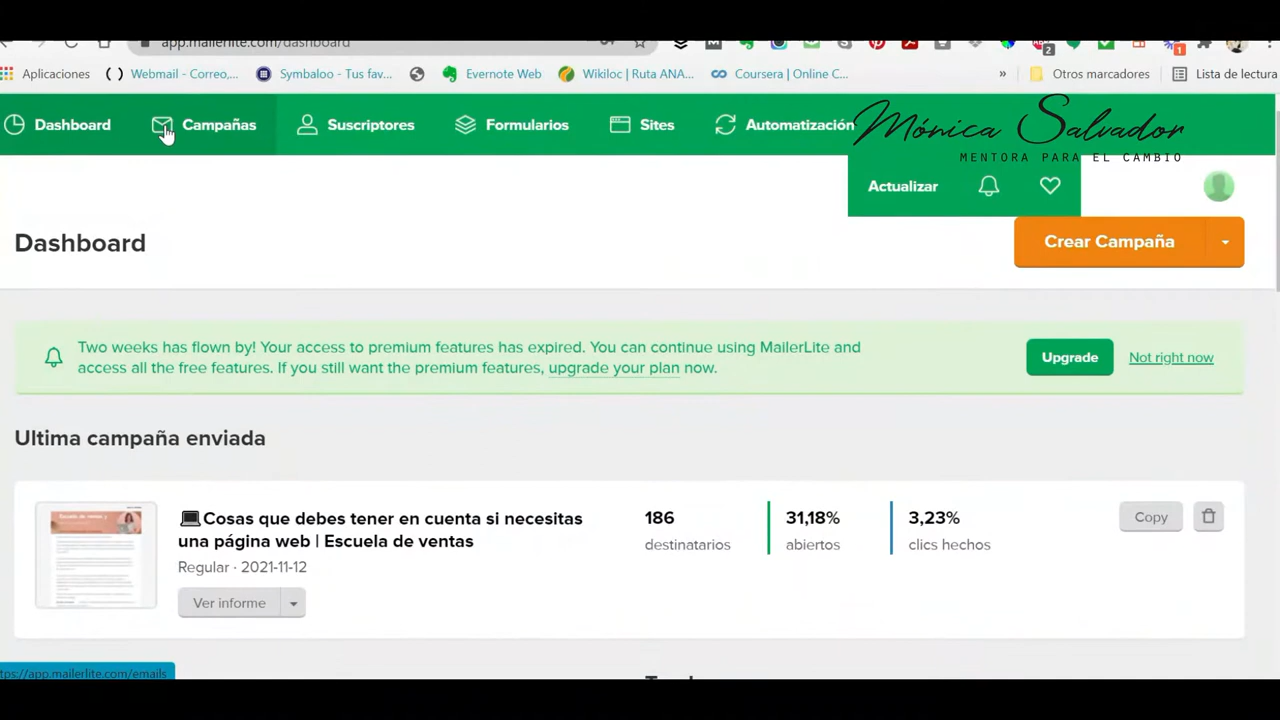 app.mailerlite.com/dashboard
Aplicaciones Webmail - Correo,... Symbaloo - Tus fav... Evernote Web Wikiloc | Ruta ANA... Coursera | Online C... » Otros marcadores Lista de lectura
Dashboard Campañas Suscriptores Formularios Sites Automatización
Mónica Salvador
MENTORA PARA EL CAMBIO
Actualizar
Dashboard
Crear Campaña
Two weeks has flown by! Your access to premium features has expired. You can continue using MailerLite and
access all the free features. If you still want the premium features, upgrade your plan now.
Upgrade Not right now
Ultima campaña enviada
Cosas que debes tener en cuenta si necesitas
una página web | Escuela de ventas
Regular · 2021-11-12
Ver informe
186 31,18% 3,23%
destinatarios abiertos clics hechos
Copy
tps://app.mailerlite.com/emails